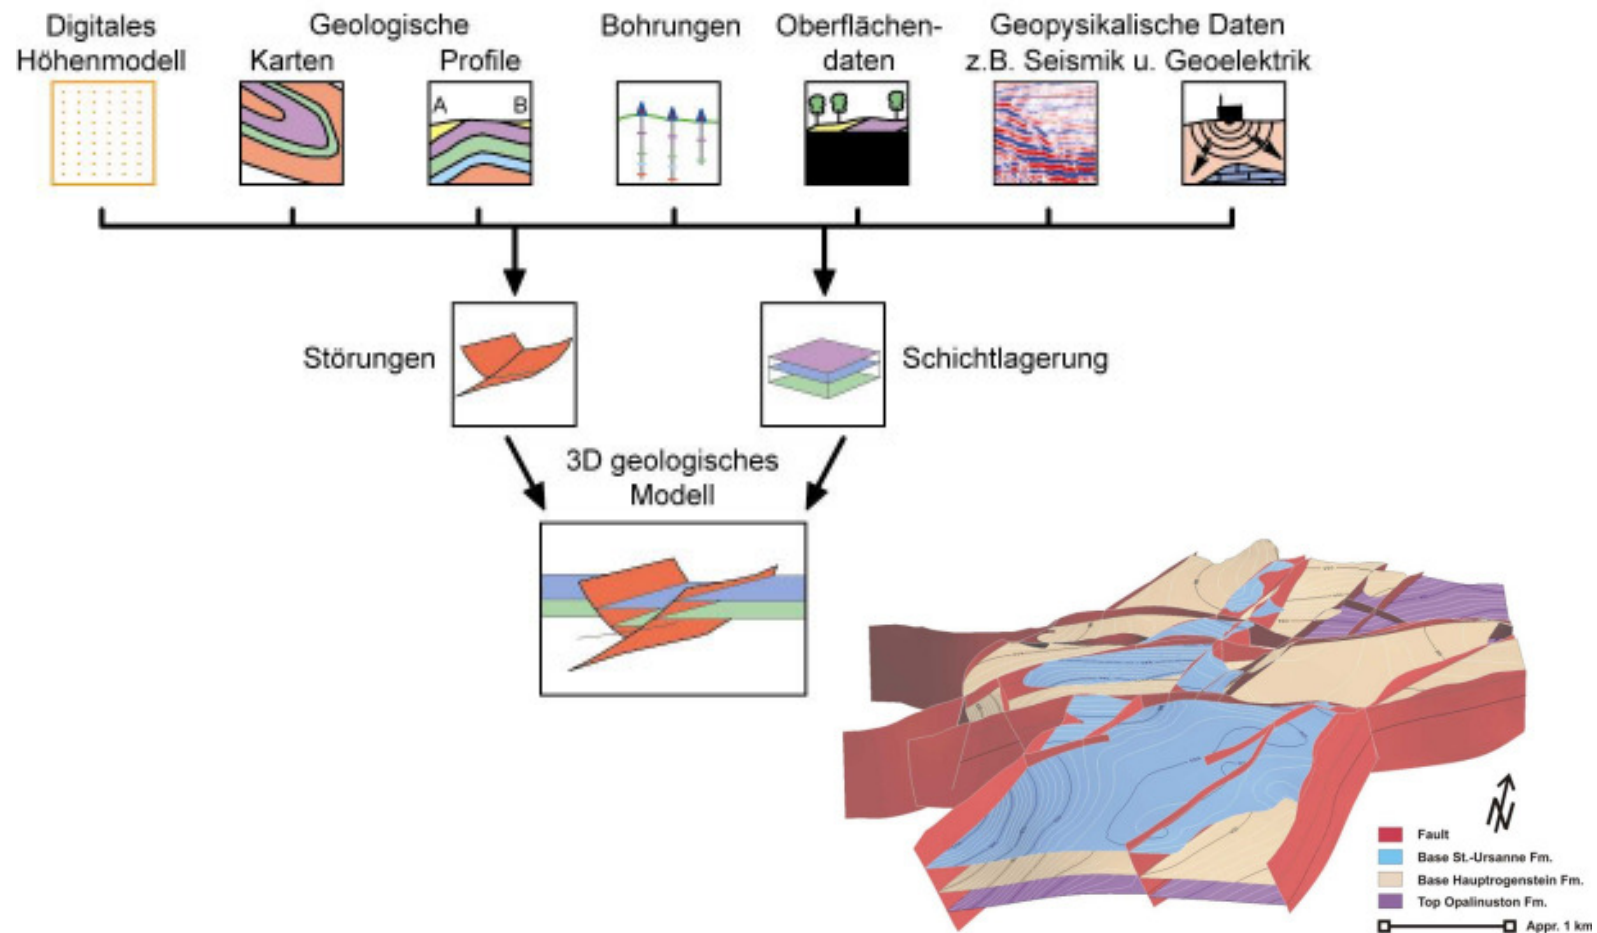 Digitales
Höhenmodell
Geologische
Karten
Profile
Bohrungen
Oberflächen-
daten
Geopysikalische Daten
z.B. Seismik u. Geoelektrik
A
B
Störungen
Schichtlagerung
3D geologisches
Modell
N
Fault
Base St.-Ursanne Fm.
Base Hauptrogenstein Fm.
Top Opalinuston Fm.
Appr. 1 km